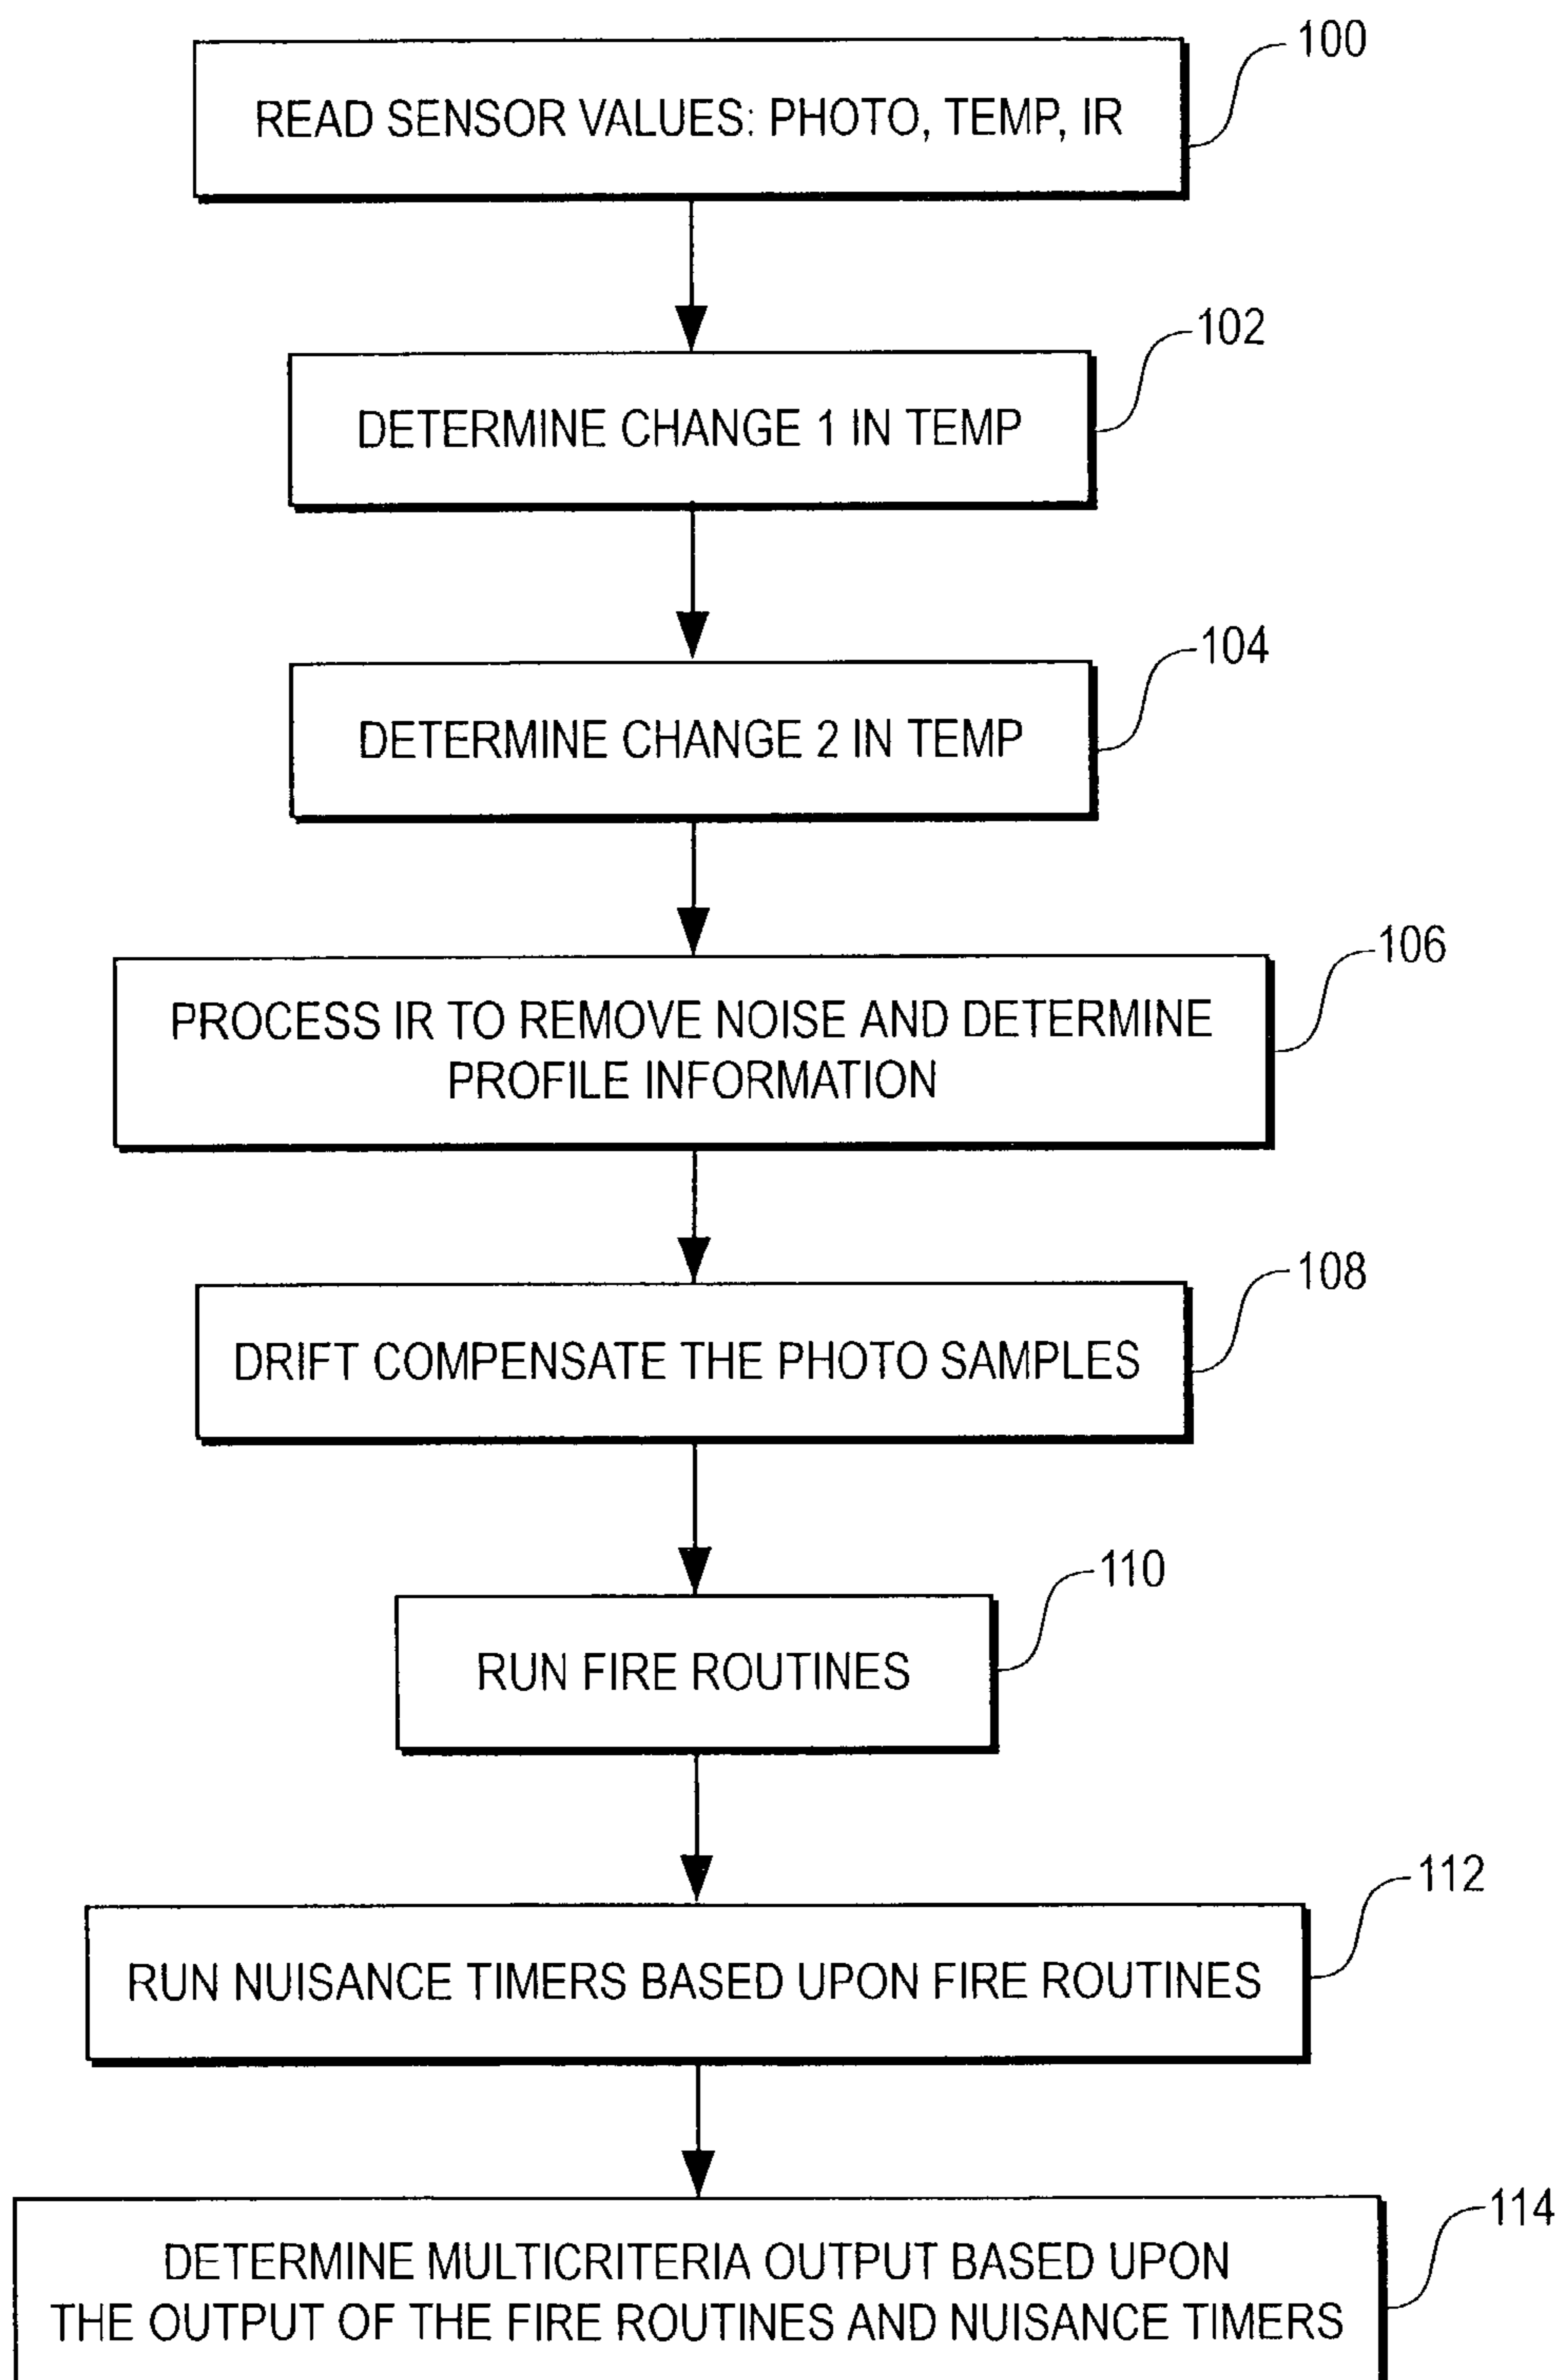 100
READ SENSOR VALUES: PHOTO, TEMP, IR
102
DETERMINE CHANGE 1 IN TEMP
104
DETERMINE CHANGE 2 IN TEMP
106
PROCESS IR TO REMOVE NOISE AND DETERMINE
PROFILE INFORMATION
108
DRIFT COMPENSATE THE PHOTO SAMPLES
110
RUN FIRE ROUTINES
112
RUN NUISANCE TIMERS BASED UPON FIRE ROUTINES
114
DETERMINE MULTICRITERIA OUTPUT BASED UPON
THE OUTPUT OF THE FIRE ROUTINES AND NUISANCE TIMERS